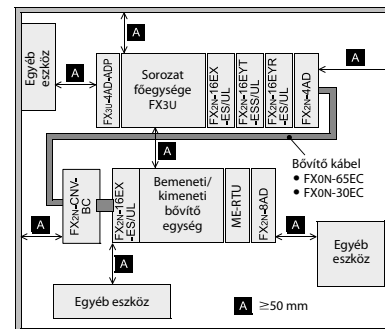 Egyéb
eszköz
A
A
FX3U-4AD-ADP
Sorozat
főegysége
FX3U
FX2N-16EX
-ES/UL
FX2N-16EYT
-ESS/UL
FX2N-16EYR
-ES/UL
FX2N-4AD
A
A
Bővítő kábel
• FX0N-65EC
• FX0N-30EC
A
FX2N-CNV-
BC
FX2N-16EX
-ES/UL
Bemeneti/
kimeneti
bővítő
egység
ME-RTU
FX2N-8AD
A
Egyéb
eszköz
A
Egyéb eszköz
A ≥50 mm